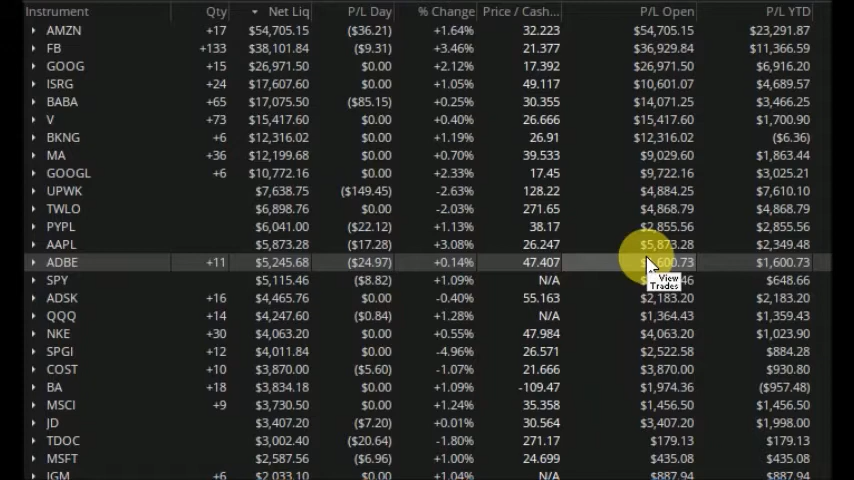 Instrument Qty Net Liq P/L Day % Change Price / Cash... P/L Open P/L YTD
AMZN +17 $54,705.15 ($36.21) +1.64% 32.223 $54,705.15 $23,291.87
FB +133 $38,101.84 ($9.31) +3.46% 21.377 $36,929.84 $11,366.59
GOOG +15 $26,971.50 $0.00 +2.12% 17.392 $26,971.50 $6,916.20
ISRG +24 $17,607.60 $0.00 +1.05% 49.117 $10,601.07 $4,689.57
BABA +65 $17,075.50 ($85.15) +0.25% 30.355 $14,071.25 $3,466.25
V +73 $15,417.60 $0.00 +0.40% 26.666 $15,417.60 $1,700.90
BKNG +6 $12,316.02 $0.00 +1.19% 26.91 $12,316.02 ($6.36)
MA +36 $12,199.68 $0.00 +0.70% 39.533 $9,029.60 $1,863.44
GOOGL +6 $10,772.16 $0.00 +2.33% 17.45 $9,722.16 $3,025.21
UPWK $7,638.75 ($149.45) -2.63% 128.22 $4,884.25 $7,610.10
TWLO $6,898.76 $0.00 -2.03% 271.65 $4,868.79 $4,868.79
PYPL $6,041.00 ($22.12) +1.13% 38.17 $2,855.56 $2,855.56
AAPL $5,873.28 ($17.28) +3.08% 26.247 $5,873.28 $2,349.48
ADBE +11 $5,245.68 ($24.97) +0.14% 47.407 600.73 $1,600.73
SPY $5,115.46 ($8.82) +1.09% N/A 46 $648.66
View
Trades
ADSK +16 $4,465.76 $0.00 -0.40% 55.163 $2,183.20 $2,183.20
QQQ +14 $4,247.60 ($0.84) +1.28% N/A $1,364.43 $1,359.43
NKE +30 $4,063.20 $0.00 +0.55% 47.984 $4,063.20 $1,023.90
SPGI +12 $4,011.84 $0.00 -4.96% 26.571 $2,522.58 $884.28
COST +10 $3,870.00 ($5.60) -1.07% 21.666 $3,870.00 $930.80
BA +18 $3,834.18 $0.00 +1.09% -109.47 $1,974.36 ($957.48)
MSCI +9 $3,730.50 $0.00 +1.24% 35.358 $1,456.50 $1,456.50
JD $3,407.20 ($7.20) +0.01% 30.564 $3,407.20 $1,998.00
TDOC $3,002.40 ($20.64) -1.80% 271.17 $179.13 $179.13
MSFT $2,587.56 ($6.96) +1.00% 24.699 $435.08 $435.08
IGM +6 $2,033.10 $0.00 +1.04% N/A $887.94 $887.94